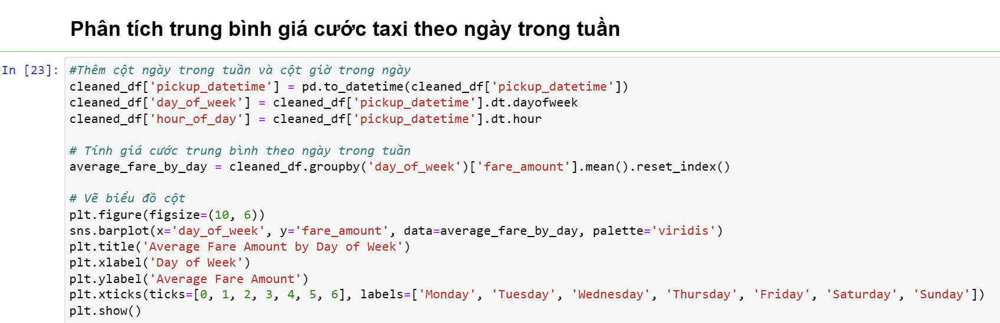 Phân tích trung bình giá cước taxi theo ngày trong tuần
In [23]:
#Thêm cột ngày trong tuần và cột giờ trong ngày
cleaned_df['pickup_datetime'] = pd.to_datetime(cleaned_df['pickup_datetime'])
cleaned_df['day_of_week'] = cleaned_df['pickup_datetime'].dt.dayofweek
cleaned_df['hour_of_day'] = cleaned_df['pickup_datetime'].dt.hour
# Tính giá cước trung bình theo ngày trong tuần
average_fare_by_day = cleaned_df.groupby('day_of_week')['fare_amount'].mean().reset_index()
# Vẽ biểu đồ cột
plt.figure(figsize=(10, 6))
sns.barplot(x='day_of_week', y='fare_amount', data=average_fare_by_day, palette='viridis')
plt.title('Average Fare Amount by Day of Week')
plt.xlabel('Day of Week')
plt.ylabel('Average Fare Amount')
plt.xticks(ticks=[0, 1, 2, 3, 4, 5, 6], labels=['Monday', 'Tuesday', 'Wednesday', 'Thursday', 'Friday', 'Saturday', 'Sunday'])
plt.show()